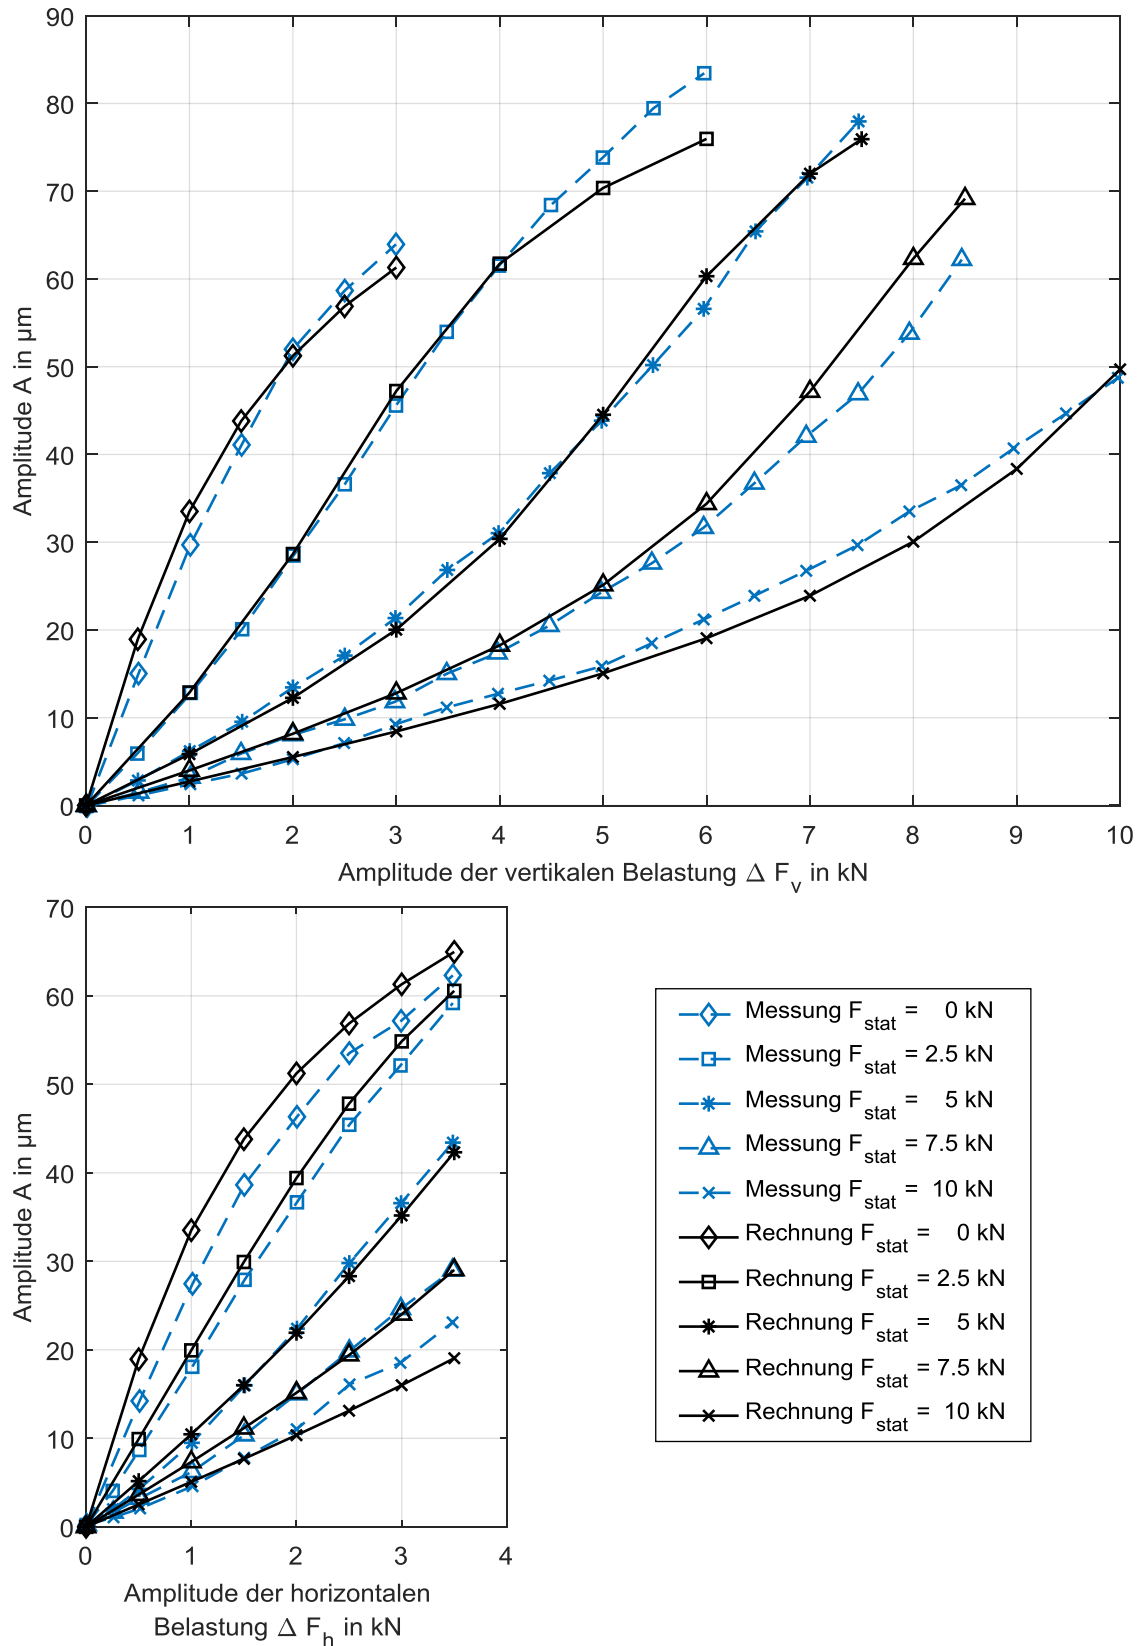 90
80
70
60
50
40
30
20
10
0
Amplitude A in µm
0 1 2 3 4 5 6 7 8 9 10
Amplitude der vertikalen Belastung Δ F_v in kN
70
60
50
40
30
20
10
0
Amplitude A in µm
0 1 2 3 4
Amplitude der horizontalen
Belastung Δ F_h in kN
Messung F_stat = 0 kN
Messung F_stat = 2.5 kN
Messung F_stat = 5 kN
Messung F_stat = 7.5 kN
Messung F_stat = 10 kN
Rechnung F_stat = 0 kN
Rechnung F_stat = 2.5 kN
Rechnung F_stat = 5 kN
Rechnung F_stat = 7.5 kN
Rechnung F_stat = 10 kN